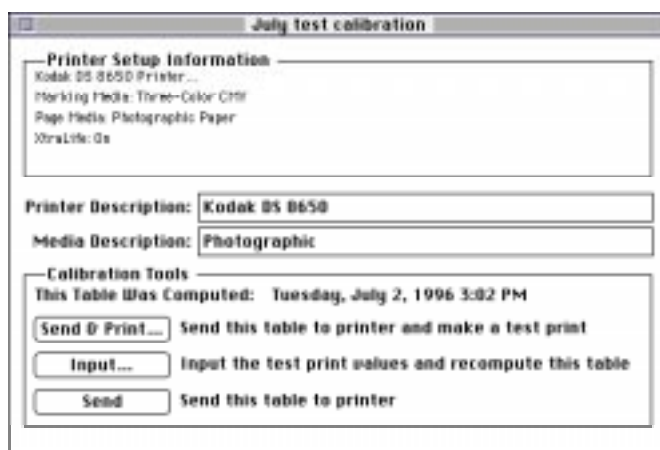 July test calibration
Printer Setup Information
Kodak DS 8650 Printer...
Marking Media: Three-Color CMY
Page Media: Photographic Paper
XtraLife: On
Printer Description: Kodak DS 8650
Media Description: Photographic
Calibration Tools
This Table Was Computed: Tuesday, July 2, 1996 3:02 PM
Send & Print... Send this table to printer and make a test print
Input... Input the test print values and recompute this table
Send Send this table to printer